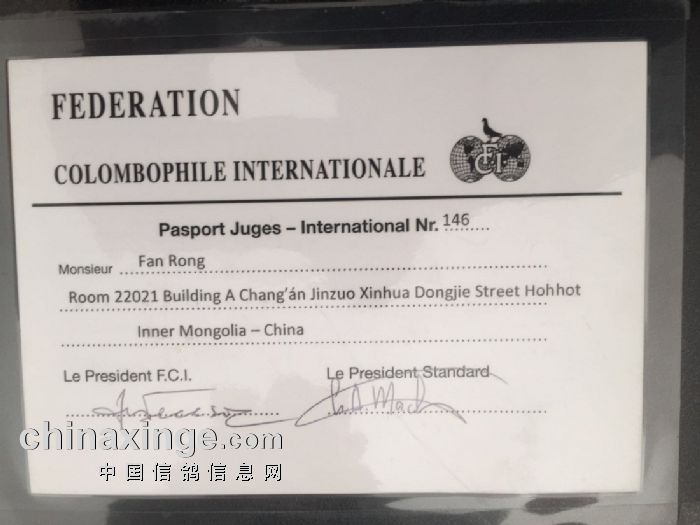 FEDERATION
COLOMBOPHILE INTERNATIONALE
FCI
Pasport Juges – International Nr. 146
Monsieur Fan Rong
Room 22021 Building A Chang'án Jinzuo Xinhua Dongjie Street Hohhot
Inner Mongolia – China
Le President F.C.I. Le President Standard
chinaxinge.com
中国信鸽信息网